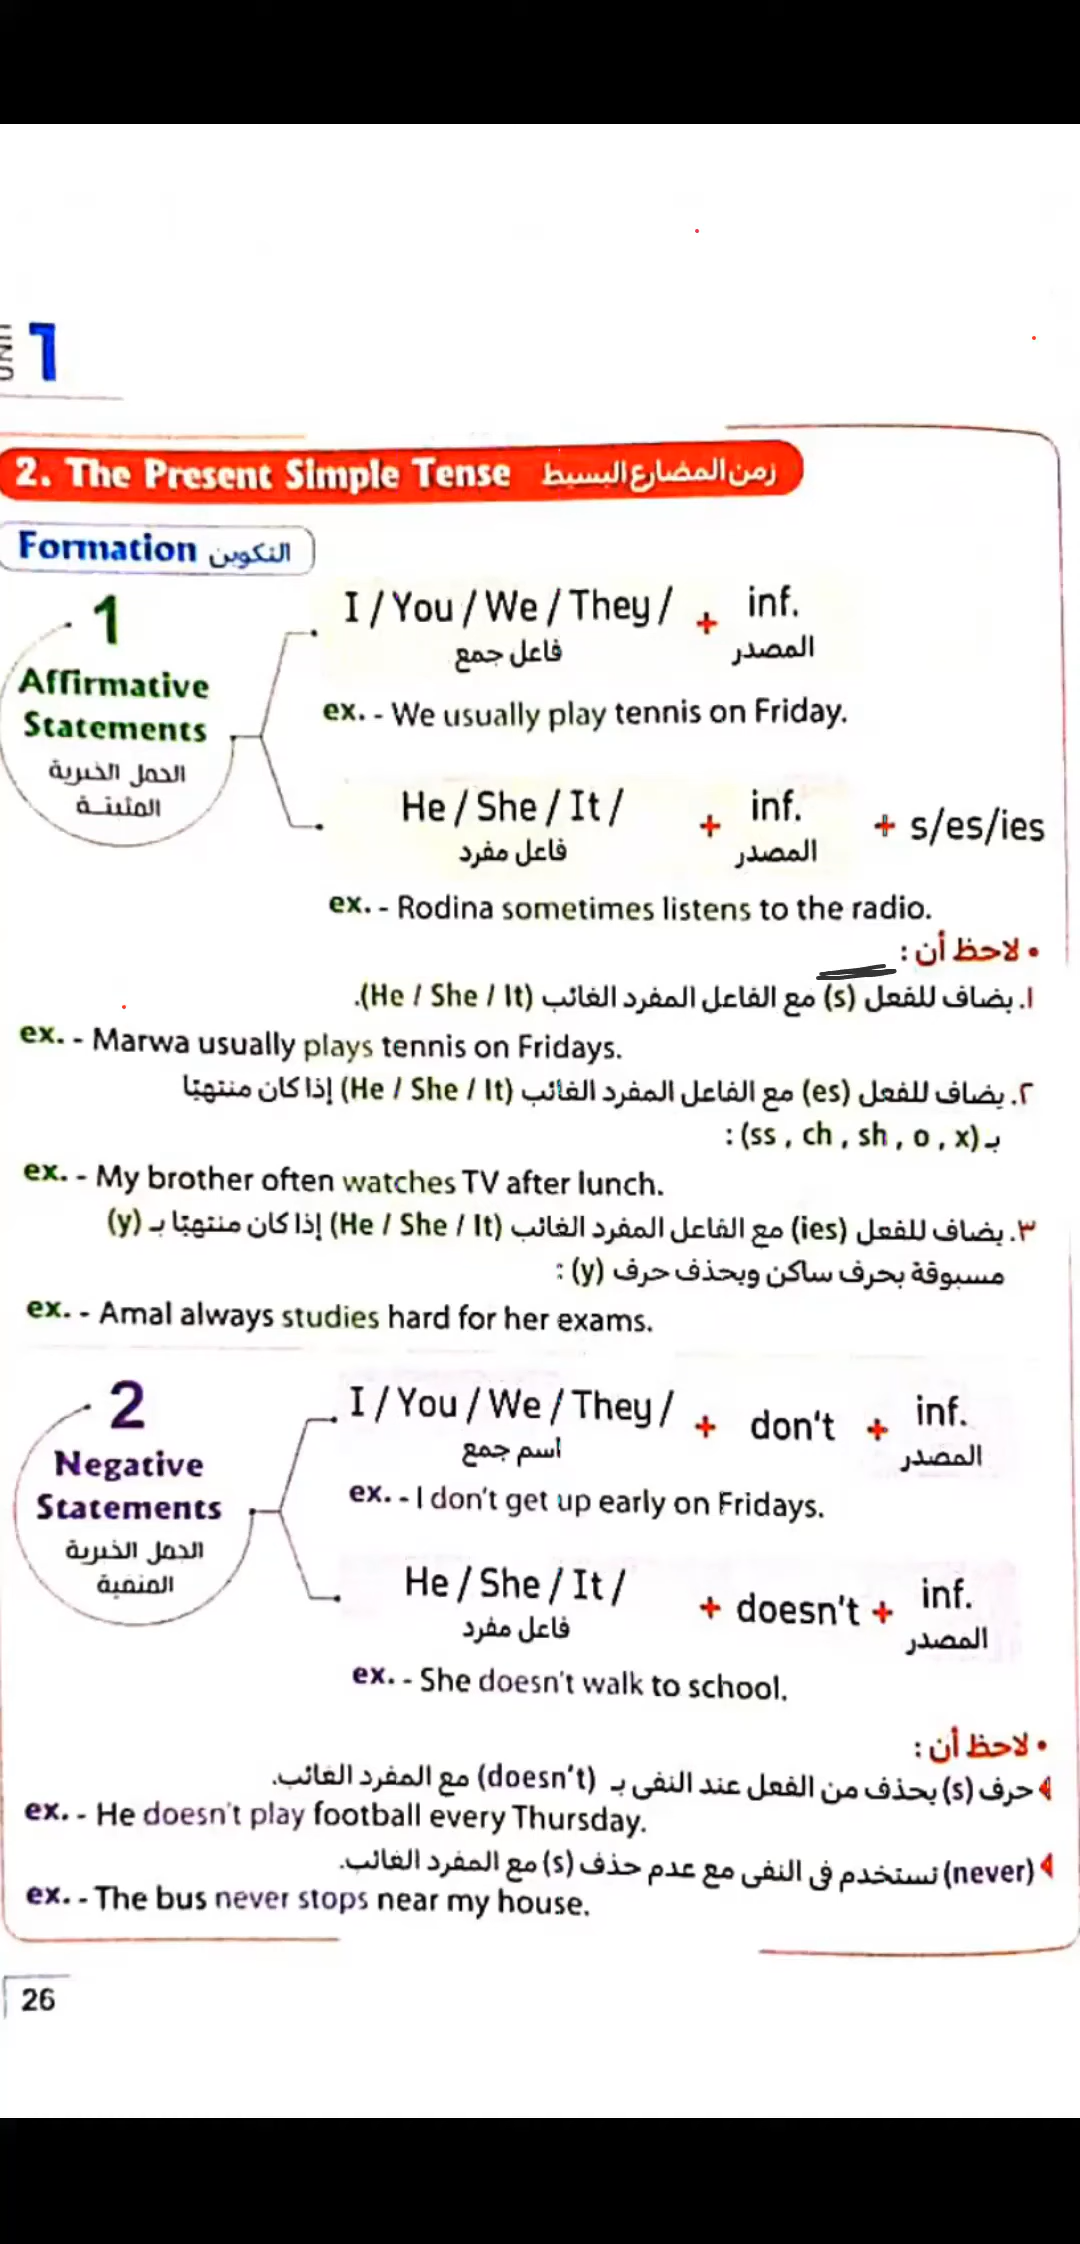 UNIT 1
2. The Present Simple Tense زمن المضارع البسيط
Formation التكوين
1
Affirmative
Statements
الجمل الخبرية
المثبتة
I / You / We / They / + inf.
فاعل جمع المصدر
ex. - We usually play tennis on Friday.
He / She / It / + inf. + s/es/ies
فاعل مفرد المصدر
ex. - Rodina sometimes listens to the radio.
• لاحظ أن :
١. يضاف للفعل (s) مع الفاعل المفرد الغائب (He / She / It).
ex. - Marwa usually plays tennis on Fridays.
٢. يضاف للفعل (es) مع الفاعل المفرد الغائب (He / She / It) إذا كان منتهيًا
بـ (ss , ch , sh , o , x) :
ex. - My brother often watches TV after lunch.
٣. يضاف للفعل (ies) مع الفاعل المفرد الغائب (He / She / It) إذا كان منتهيًا بـ (y)
مسبوقة بحرف ساكن ويحذف حرف (y) :
ex. - Amal always studies hard for her exams.
2
Negative
Statements
الجمل الخبرية
المنفية
I / You / We / They / + don't + inf.
اسم جمع المصدر
ex. - I don't get up early on Fridays.
He / She / It / + doesn't + inf.
فاعل مفرد المصدر
ex. - She doesn't walk to school.
• لاحظ أن :
حرف (s) يحذف من الفعل عند النفى بـ (doesn't) مع المفرد الغائب.
ex. - He doesn't play football every Thursday.
(never) تستخدم فى النفى مع عدم حذف (s) مع المفرد الغائب.
ex. - The bus never stops near my house.
26